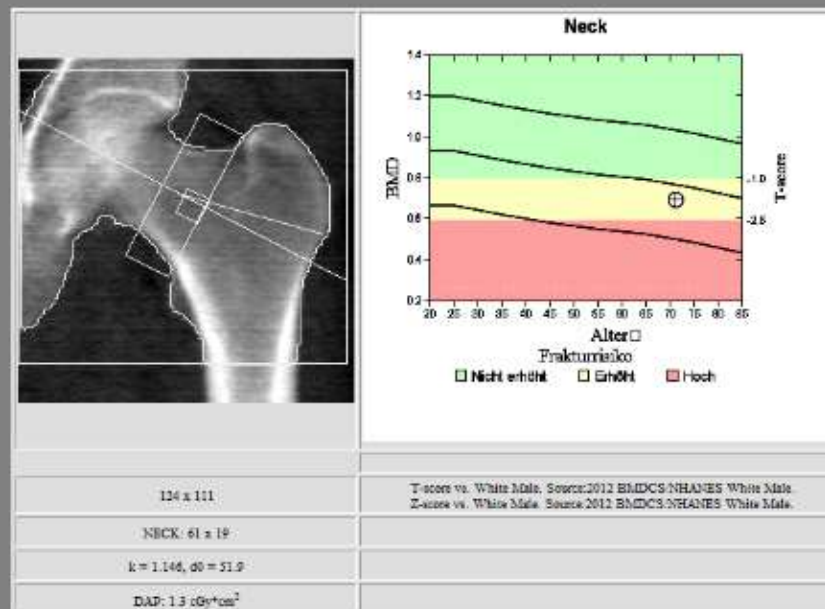 Neck
1.4
1.2
1.0
0.8
0.6
0.4
0.2
BMD
-1.0
-2.5
T-score
20 25 30 35 40 45 50 55 60 65 70 75 80 85
Alter□
Frakturrisiko
Nicht erhöht Erhöht Hoch
124 x 111
T-score vs. White Male. Source:2012 BMDCS/NHANES White Male.
Z-score vs. White Male. Source:2012 BMDCS/NHANES White Male.
NECK: 61 x 19
k = 1.146, d0 = 51.9
DAP: 1.3 cGy*cm²